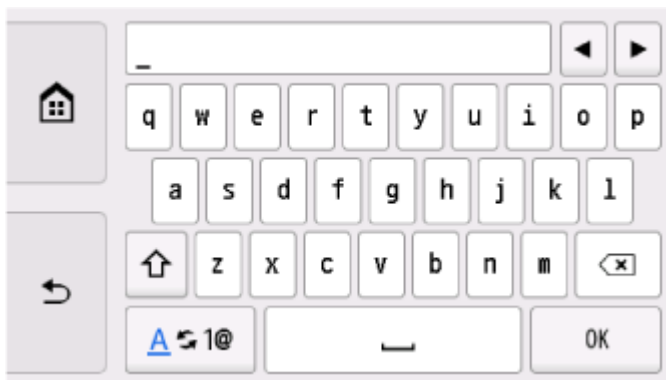 _
q w e r t y u i o p
a s d f g h j k l
z x c v b n m
A 1@ OK